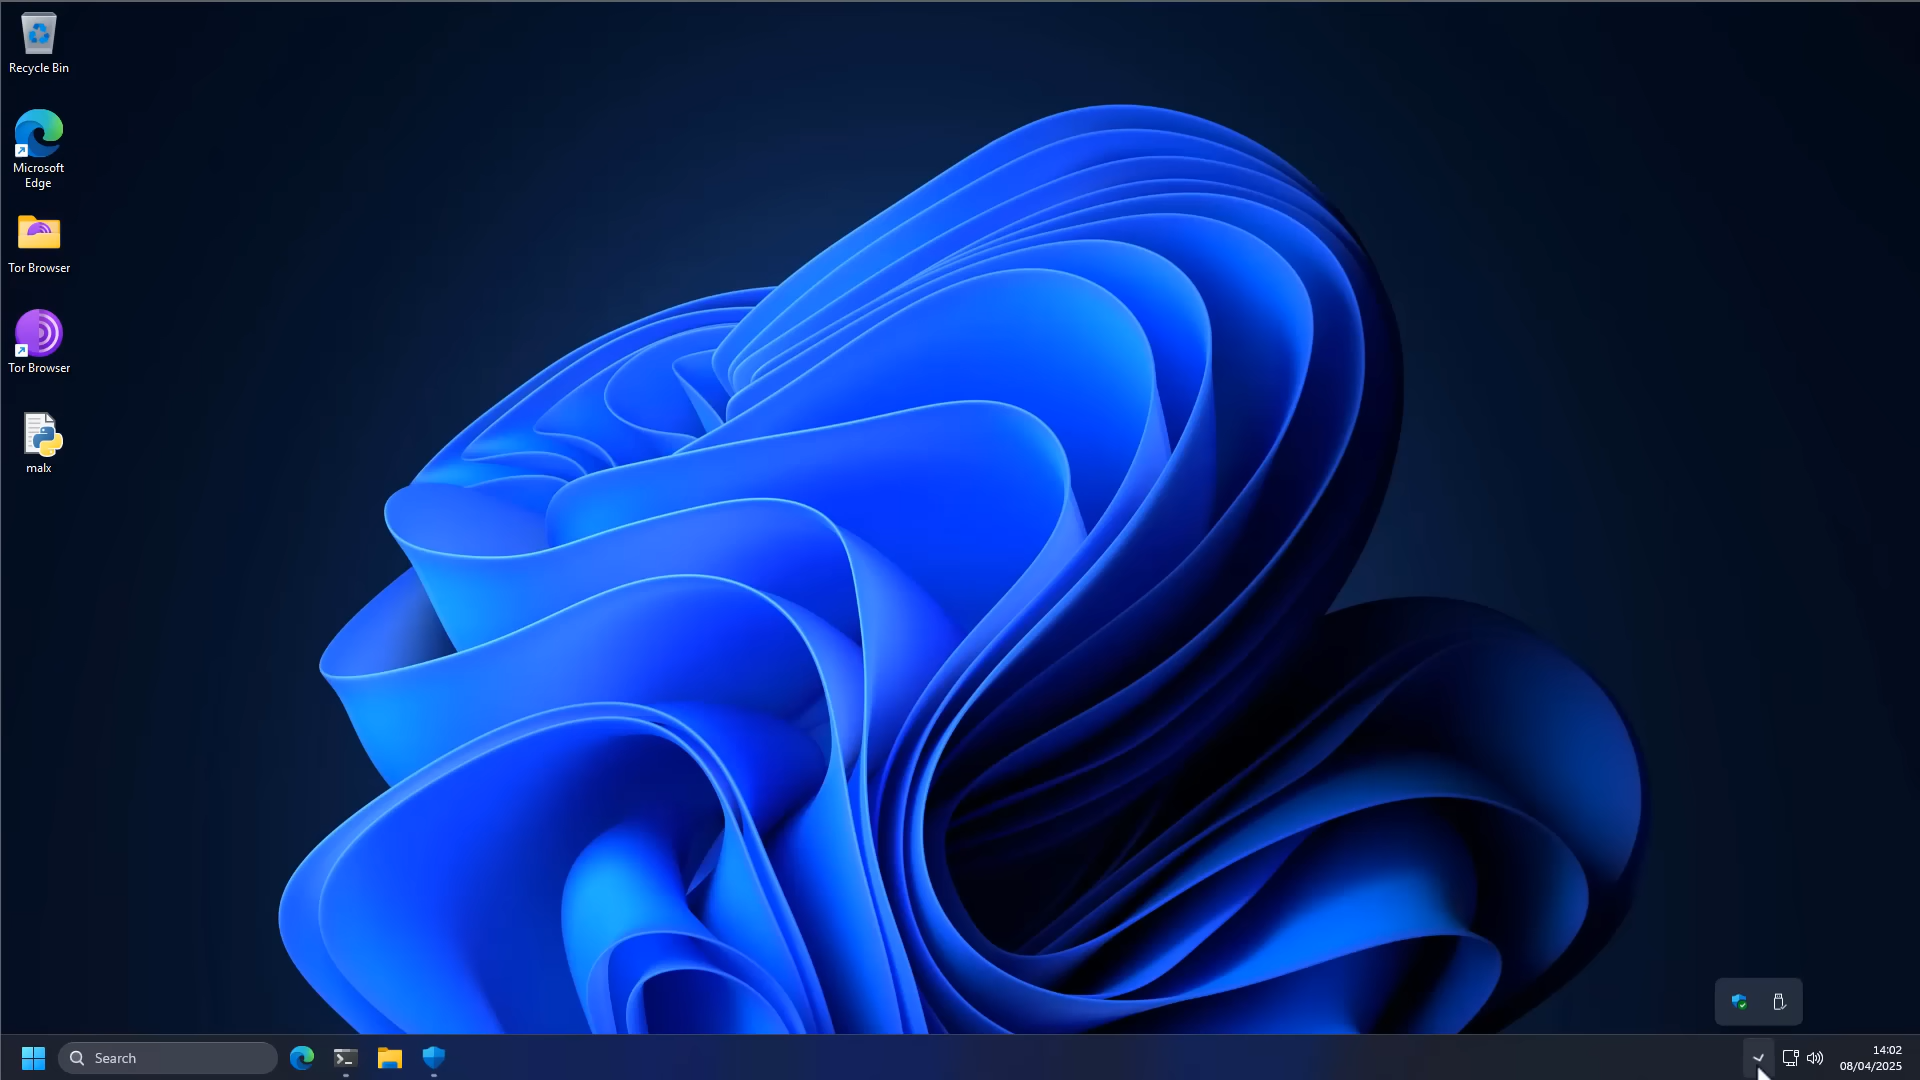 Recycle Bin
Microsoft
Edge
Tor Browser
Tor Browser
malx
Search
14:02
08/04/2025